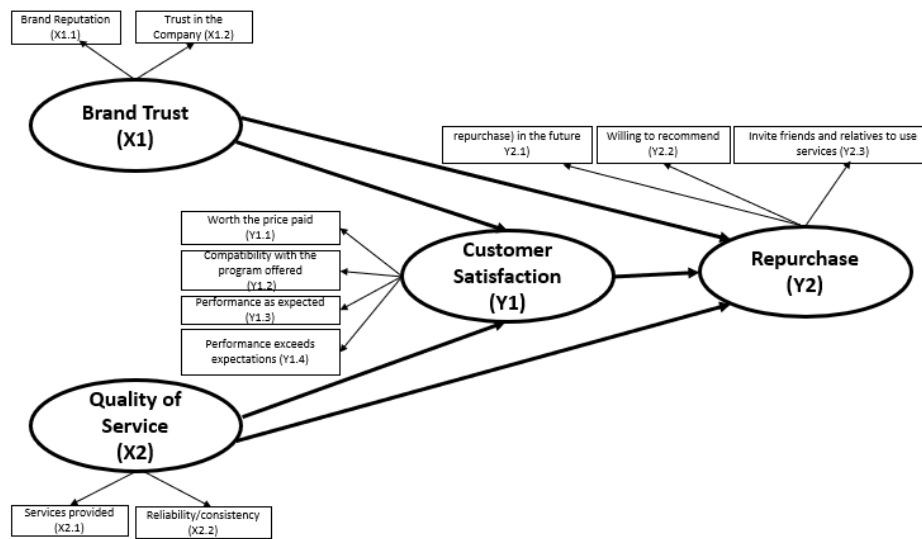 Brand Reputation
(X1.1)
Trust in the
Company (X1.2)
Brand Trust
(X1)
repurchase) in the future
Y2.1)
Willing to recommend
(Y2.2)
Invite friends and relatives to use
services (Y2.3)
Worth the price paid
(Y1.1)
Compatibility with the
program offered
(Y1.2)
Performance as expected
(Y1.3)
Performance exceeds
expectations (Y1.4)
Customer
Satisfaction
(Y1)
Repurchase
(Y2)
Quality of
Service
(X2)
Services provided
(X2.1)
Reliability/consistency
(X2.2)